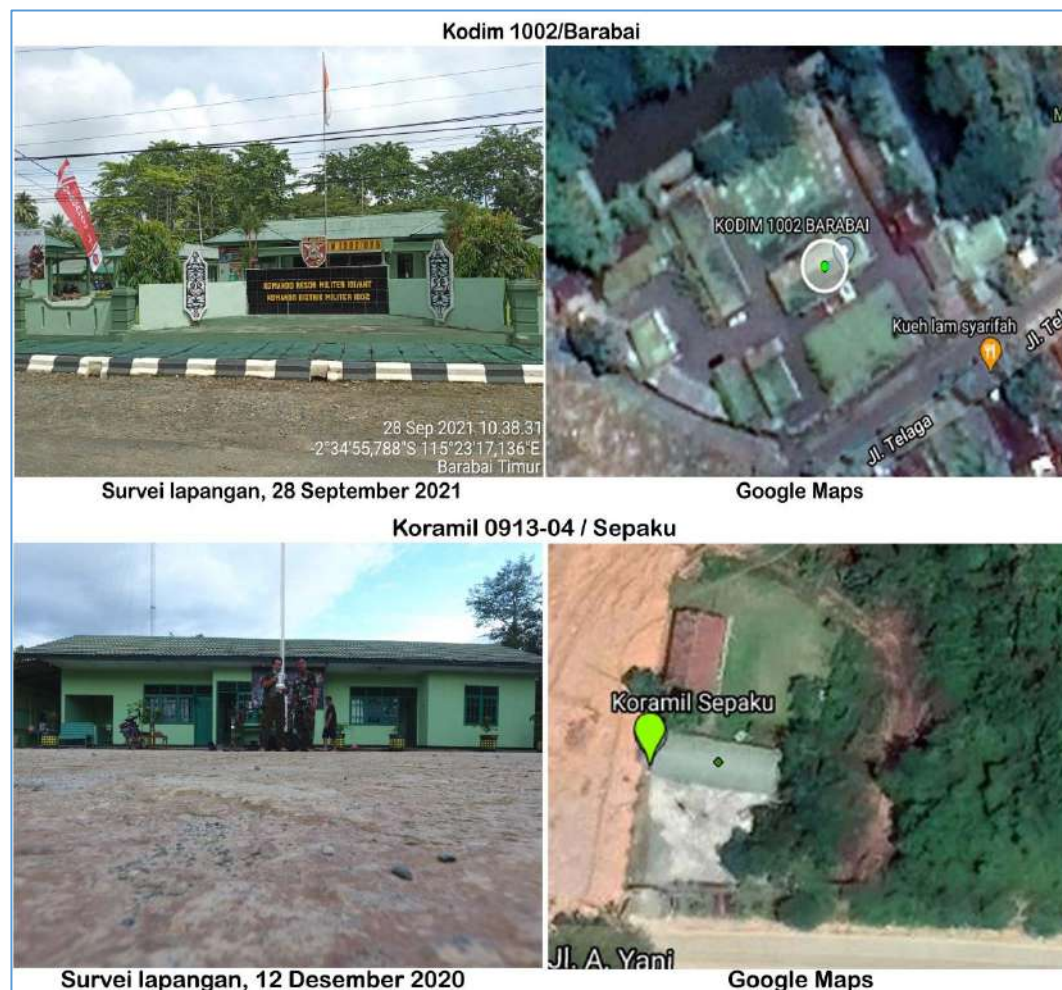 Kodim 1002/Barabai
KOMANDO RESOR MILITER 101/ANT
KOMANDO DISTRIK MILITER 1002
28 Sep 2021 10.38.31
-2°34'55,788"S 115°23'17,136"E
Barabai Timur
KODIM 1002 BARABAI
Kueh lam syarifah
Jl. Telaga
Jl. Tel
M
Survei lapangan, 28 September 2021
Google Maps
Koramil 0913-04 / Sepaku
Koramil Sepaku
Jl. A. Yani
Survei lapangan, 12 Desember 2020
Google Maps